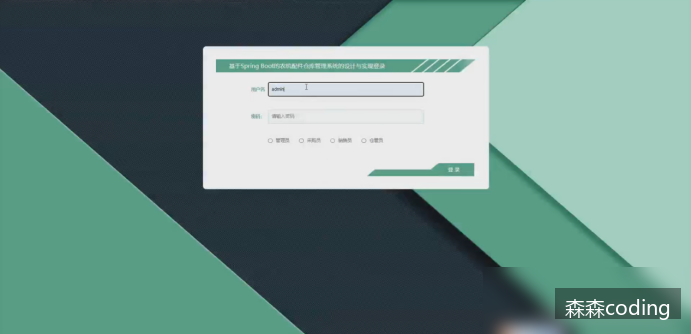 基于Spring Boot的农机配件仓库管理系统的设计与实现登录
用户名
admin
密码:
请输入密码
管理员
采购员
销售员
仓管员
登录
森森coding